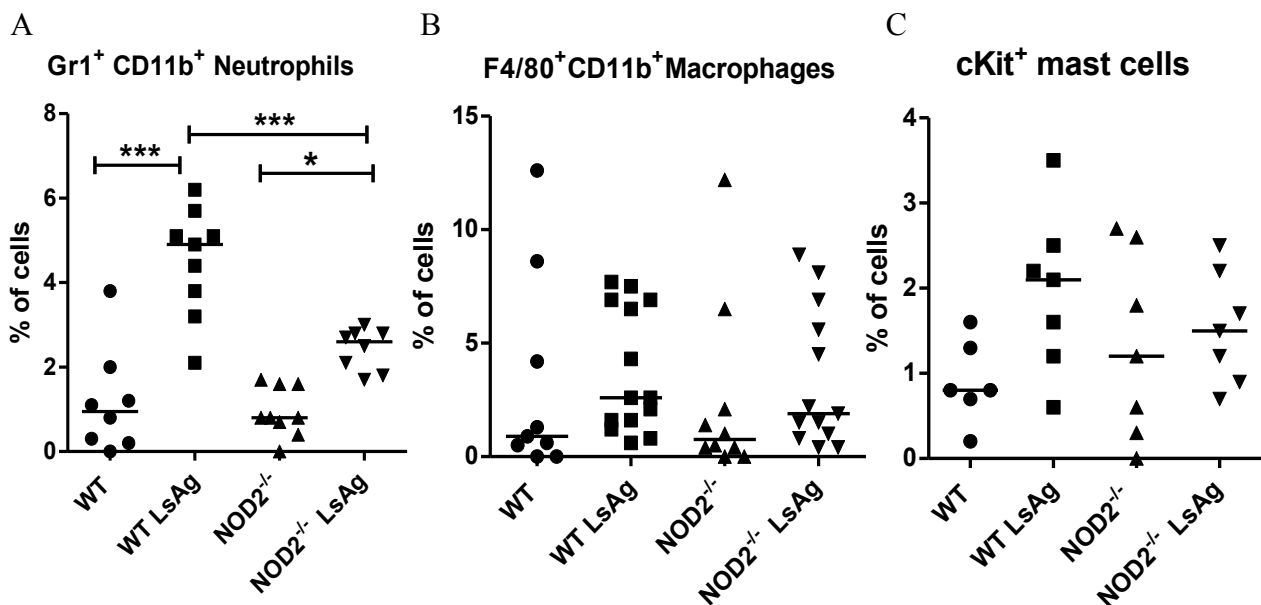 A
Gr1⁺ CD11b⁺ Neutrophils
% of cells
8
6
4
2
0
***
***
*
WT
WT LsAg
NOD2⁻/⁻
NOD2⁻/⁻ LsAg
B
F4/80⁺CD11b⁺Macrophages
% of cells
15
10
5
0
WT
WT LsAg
NOD2⁻/⁻
NOD2⁻/⁻ LsAg
C
cKit⁺ mast cells
% of cells
4
3
2
1
0
WT
WT LsAg
NOD2⁻/⁻
NOD2⁻/⁻ LsAg